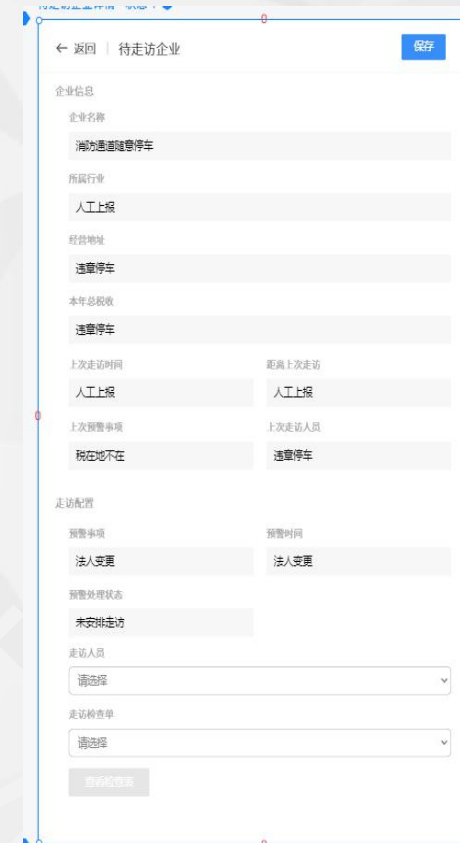 ← 返回 | 待走访企业 保存
企业信息
企业名称
消防通道随意停车
所属行业
人工上报
经营地址
违章停车
本年总税收
违章停车
上次走访时间 距离上次走访
人工上报 人工上报
上次预警事项 上次走访人员
税在地不在 违章停车
走访配置
预警事项 预警时间
法人变更 法人变更
预警处理状态
未安排走访
走访人员
请选择
走访检查单
请选择